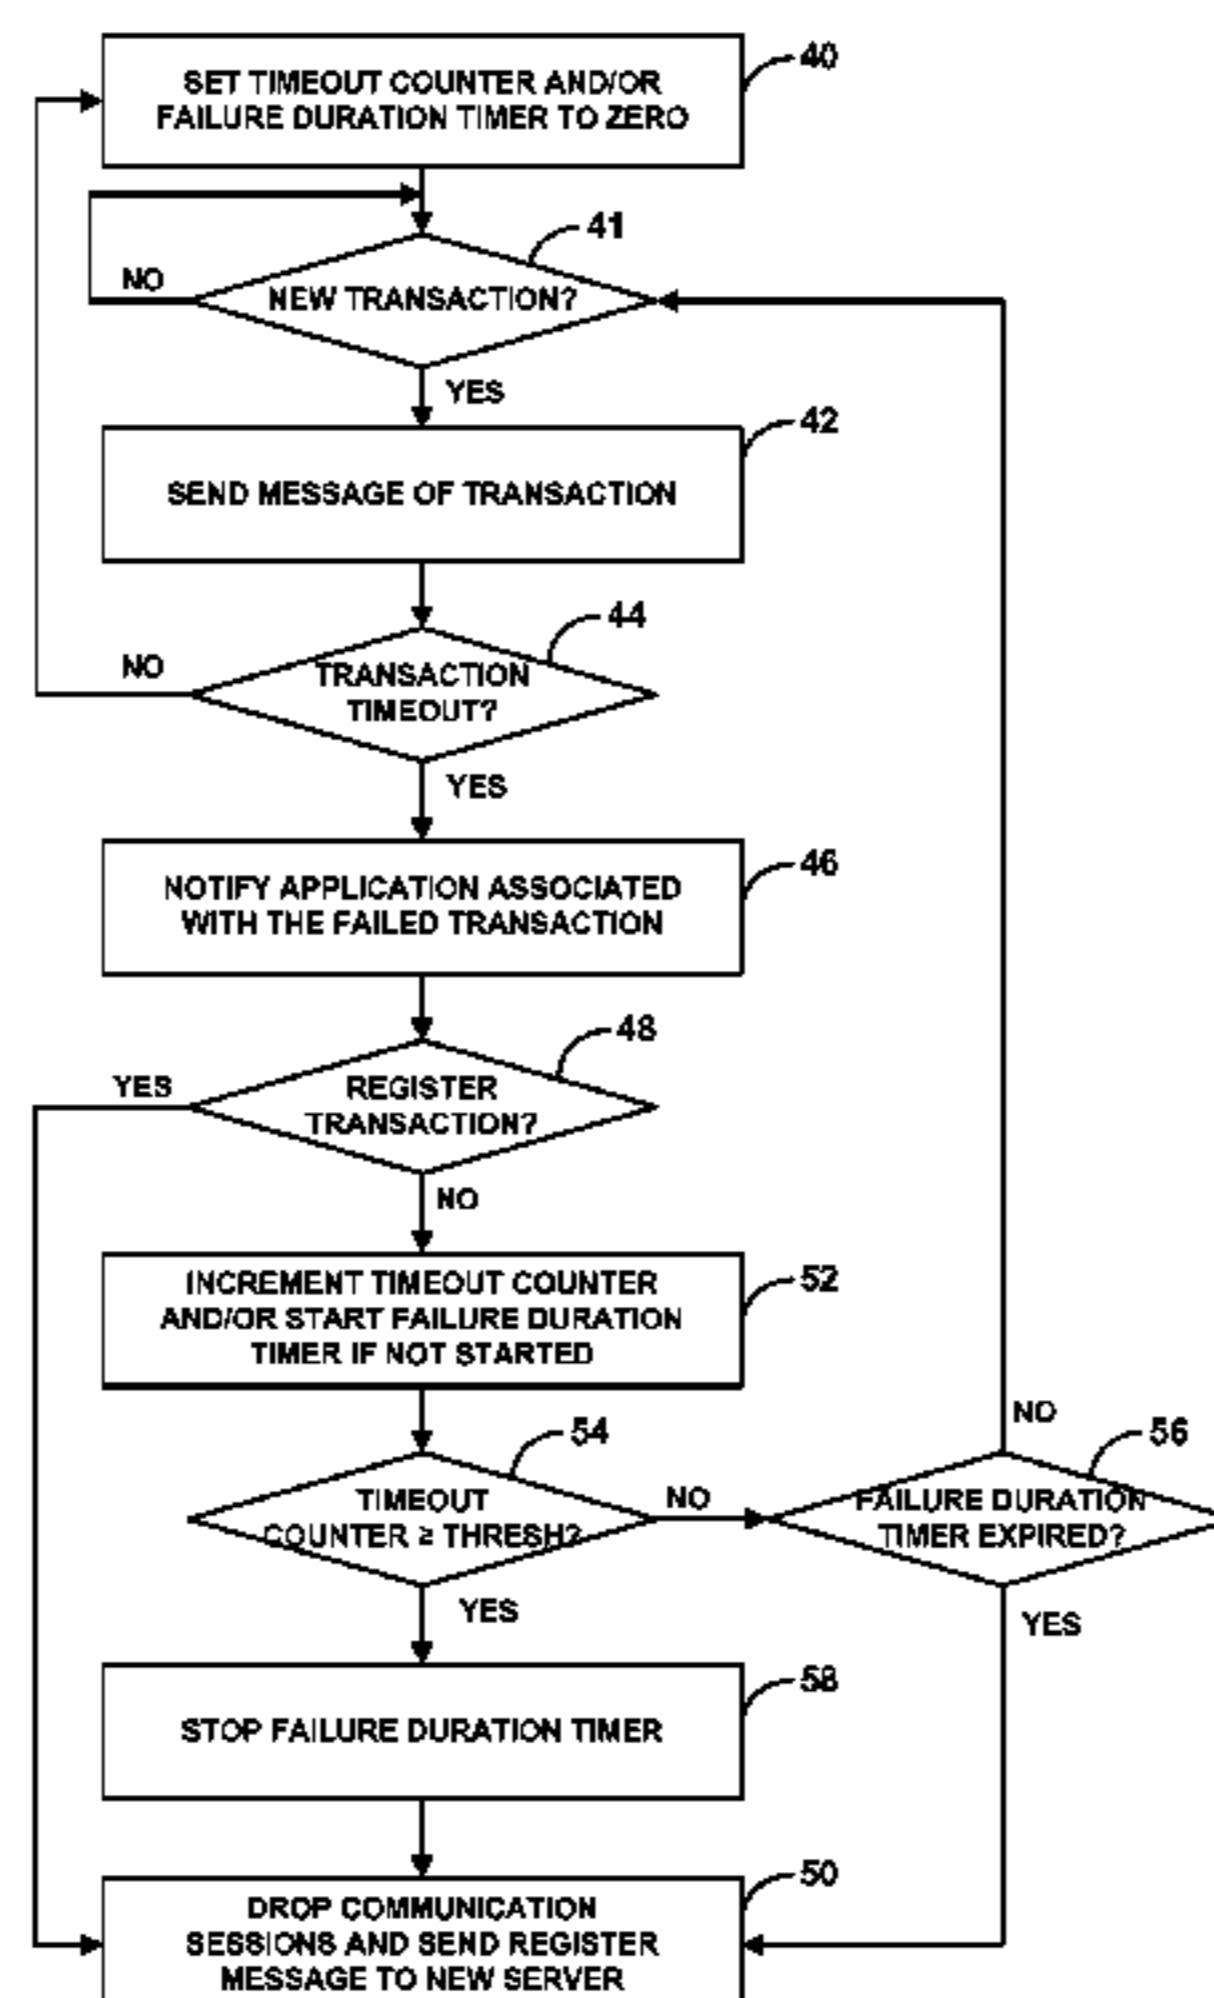 40
SET TIMEOUT COUNTER AND/OR
FAILURE DURATION TIMER TO ZERO
41
NO
NEW TRANSACTION?
YES
42
SEND MESSAGE OF TRANSACTION
44
NO
TRANSACTION
TIMEOUT?
YES
46
NOTIFY APPLICATION ASSOCIATED
WITH THE FAILED TRANSACTION
48
YES
REGISTER
TRANSACTION?
NO
52
INCREMENT TIMEOUT COUNTER
AND/OR START FAILURE DURATION
TIMER IF NOT STARTED
54
TIMEOUT
COUNTER ≥ THRESH?
NO
NO
56
FAILURE DURATION
TIMER EXPIRED?
YES
YES
58
STOP FAILURE DURATION TIMER
50
DROP COMMUNICATION
SESSIONS AND SEND REGISTER
MESSAGE TO NEW SERVER